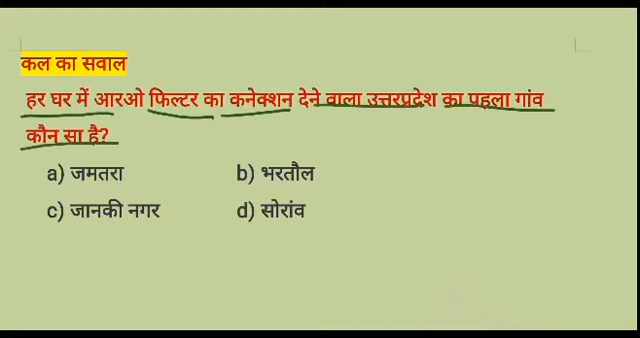 कल का सवाल
हर घर में आरओ फिल्टर का कनेक्शन देने वाला उत्तरप्रदेश का पहला गांव
कौन सा है?
a) जमतरा b) भरतौल
c) जानकी नगर d) सोरांव